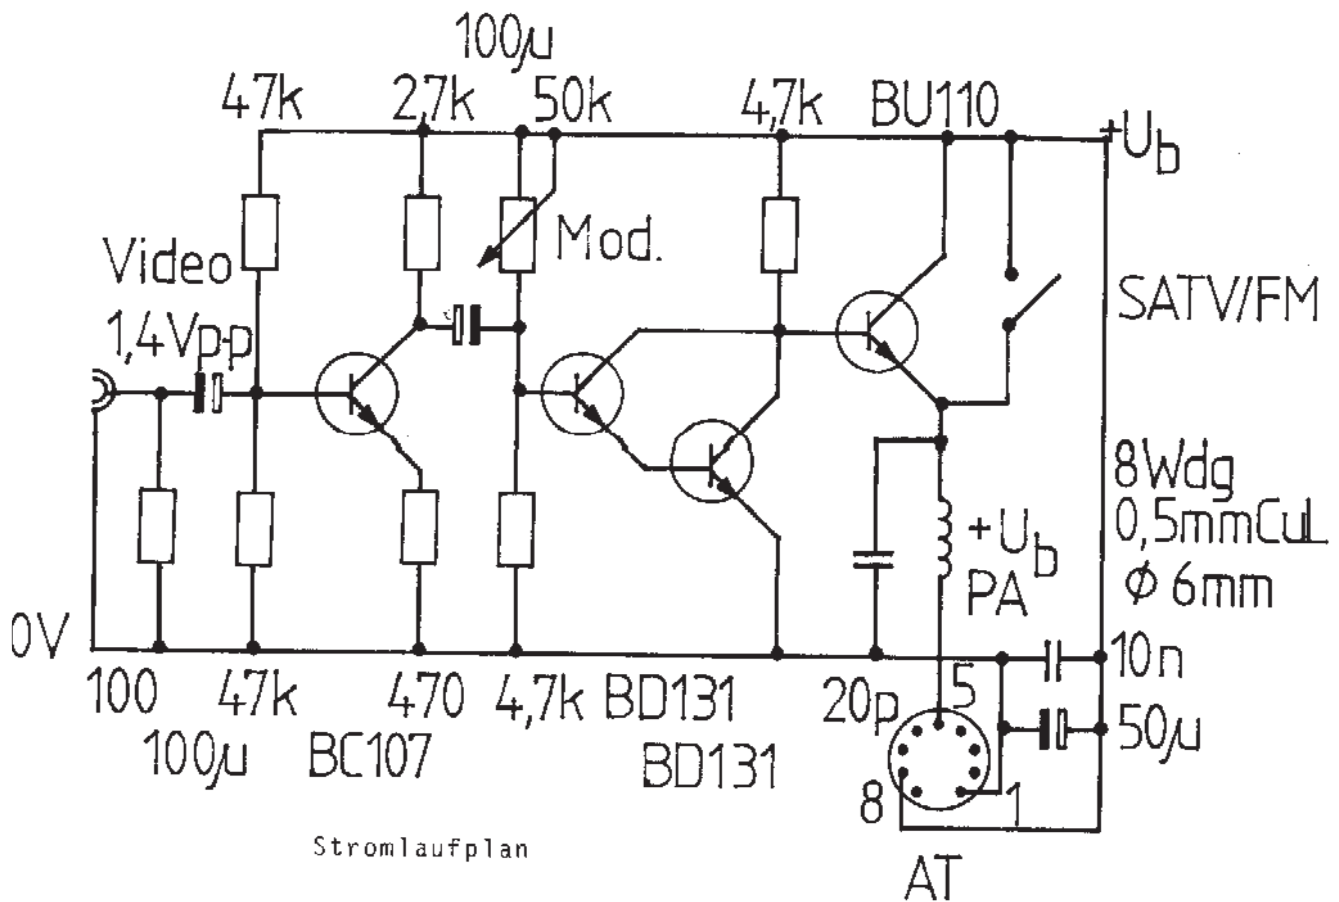 100µ
47k 2,7k 50k 4,7k BU110
+Ub
Video
1,4Vp-p
Mod.
SATV/FM
8Wdg
0,5mmCuL
ϕ 6mm
+Ub
PA
0V
100 47k 470 4,7k BD131 20p 5 10n
100µ BC107 BD131 50µ
8 1
Stromlaufplan
AT